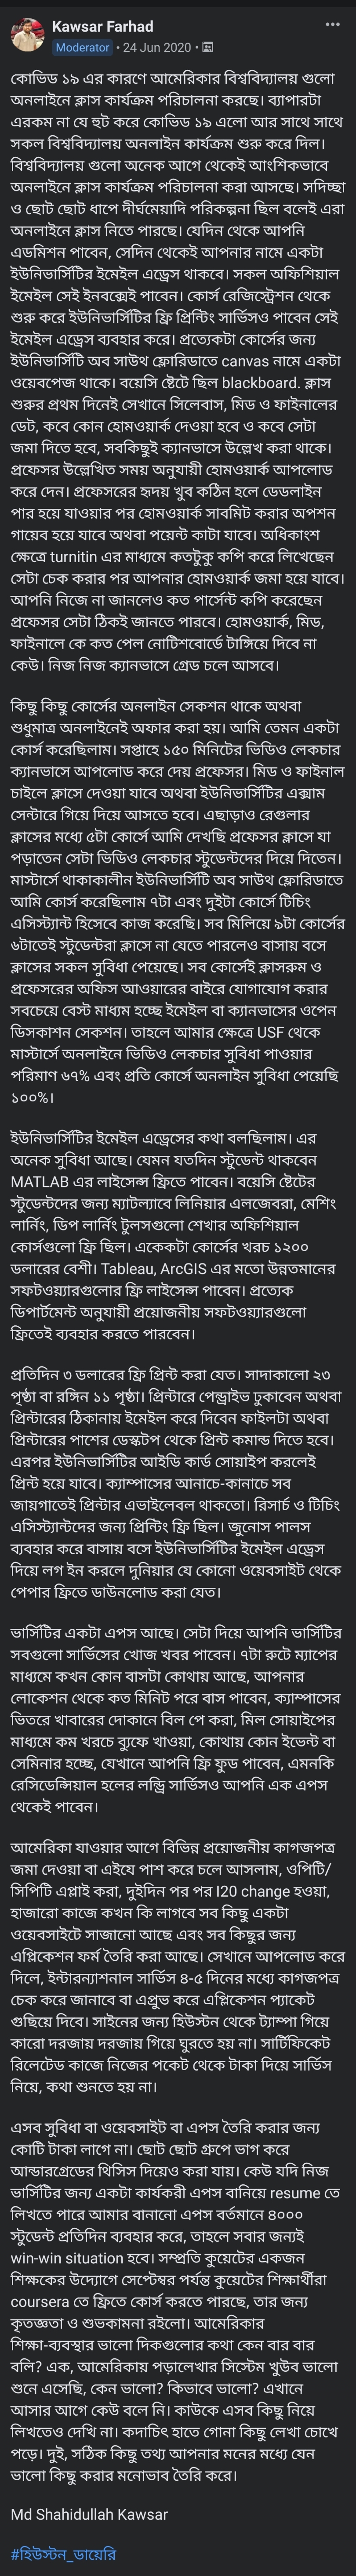 Kawsar Farhad
Moderator • 24 Jun 2020 •
কোভিড ১৯ এর কারণে আমেরিকার বিশ্ববিদ্যালয় গুলো
অনলাইনে ক্লাস কার্যক্রম পরিচালনা করছে। ব্যাপারটা
এরকম না যে হুট করে কোভিড ১৯ এলো আর সাথে সাথে
সকল বিশ্ববিদ্যালয় অনলাইন কার্যক্রম শুরু করে দিল।
বিশ্ববিদ্যালয় গুলো অনেক আগে থেকেই আংশিকভাবে
অনলাইনে ক্লাস কার্যক্রম পরিচালনা করা আসছে। সদিচ্ছা
ও ছোট ছোট ধাপে দীর্ঘমেয়াদি পরিকল্পনা ছিল বলেই এরা
অনলাইনে ক্লাস নিতে পারছে। যেদিন থেকে আপনি
এডমিশন পাবেন, সেদিন থেকেই আপনার নামে একটা
ইউনিভার্সিটির ইমেইল এড্রেস থাকবে। সকল অফিশিয়াল
ইমেইল সেই ইনবক্সেই পাবেন। কোর্স রেজিস্ট্রেশন থেকে
শুরু করে ইউনিভার্সিটির ফ্রি প্রিন্টিং সার্ভিসও পাবেন সেই
ইমেইল এড্রেস ব্যবহার করে। প্রত্যেকটা কোর্সের জন্য
ইউনিভার্সিটি অব সাউথ ফ্লোরিডাতে canvas নামে একটা
ওয়েবপেজ থাকে। বয়েসি ষ্টেটে ছিল blackboard. ক্লাস
শুরুর প্রথম দিনেই সেখানে সিলেবাস, মিড ও ফাইনালের
ডেট, কবে কোন হোমওয়ার্ক দেওয়া হবে ও কবে সেটা
জমা দিতে হবে, সবকিছুই ক্যানভাসে উল্লেখ করা থাকে।
প্রফেসর উল্লেখিত সময় অনুযায়ী হোমওয়ার্ক আপলোড
করে দেন। প্রফেসরের হৃদয় খুব কঠিন হলে ডেডলাইন
পার হয়ে যাওয়ার পর হোমওয়ার্ক সাবমিট করার অপশন
গায়েব হয়ে যাবে অথবা পয়েন্ট কাটা যাবে। অধিকাংশ
ক্ষেত্রে turnitin এর মাধ্যমে কতটুকু কপি করে লিখেছেন
সেটা চেক করার পর আপনার হোমওয়ার্ক জমা হয়ে যাবে।
আপনি নিজে না জানলেও কত পার্সেন্ট কপি করেছেন
প্রফেসর সেটা ঠিকই জানতে পারবে। হোমওয়ার্ক, মিড,
ফাইনালে কে কত পেল নোটিশবোর্ডে টাঙ্গিয়ে দিবে না
কেউ। নিজ নিজ ক্যানভাসে গ্রেড চলে আসবে।
কিছু কিছু কোর্সের অনলাইন সেকশন থাকে অথবা
শুধুমাত্র অনলাইনেই অফার করা হয়। আমি তেমন একটা
কোর্স করেছিলাম। সপ্তাহে ১৫০ মিনিটের ভিডিও লেকচার
ক্যানভাসে আপলোড করে দেয় প্রফেসর। মিড ও ফাইনাল
চাইলে ক্লাসে দেওয়া যাবে অথবা ইউনিভার্সিটির এক্সাম
সেন্টারে গিয়ে দিয়ে আসতে হবে। এছাড়াও রেগুলার
ক্লাসের মধ্যে ৫টা কোর্সে আমি দেখছি প্রফেসর ক্লাসে যা
পড়াতেন সেটা ভিডিও লেকচার স্টুডেন্টদের দিয়ে দিতেন।
মাস্টার্সে থাকাকালীন ইউনিভার্সিটি অব সাউথ ফ্লোরিডাতে
আমি কোর্স করেছিলাম ৭টা এবং দুইটা কোর্সে টিচিং
এসিস্ট্যান্ট হিসেবে কাজ করেছি। সব মিলিয়ে ৯টা কোর্সের
৬টাতেই স্টুডেন্টরা ক্লাসে না যেতে পারলেও বাসায় বসে
ক্লাসের সকল সুবিধা পেয়েছে। সব কোর্সেই ক্লাসরুম ও
প্রফেসরের অফিস আওয়ারের বাইরে যোগাযোগ করার
সবচেয়ে বেস্ট মাধ্যম হচ্ছে ইমেইল বা ক্যানভাসের ওপেন
ডিসকাশন সেকশন। তাহলে আমার ক্ষেত্রে USF থেকে
মাস্টার্সে অনলাইনে ভিডিও লেকচার সুবিধা পাওয়ার
পরিমাণ ৬৭% এবং প্রতি কোর্সে অনলাইন সুবিধা পেয়েছি
১০০%।
ইউনিভার্সিটির ইমেইল এড্রেসের কথা বলছিলাম। এর
অনেক সুবিধা আছে। যেমন যতদিন স্টুডেন্ট থাকবেন
MATLAB এর লাইসেন্স ফ্রিতে পাবেন। বয়েসি ষ্টেটের
স্টুডেন্টদের জন্য ম্যাটল্যাবে লিনিয়ার এলজেবরা, মেশিং
লার্নিং, ডিপ লার্নিং টুলসগুলো শেখার অফিশিয়াল
কোর্সগুলো ফ্রি ছিল। একেকটা কোর্সের খরচ ১২০০
ডলারের বেশী। Tableau, ArcGIS এর মতো উন্নতমানের
সফটওয়্যারগুলোর ফ্রি লাইসেন্স পাবেন। প্রত্যেক
ডিপার্টমেন্ট অনুযায়ী প্রয়োজনীয় সফটওয়্যারগুলো
ফ্রিতেই ব্যবহার করতে পারবেন।
প্রতিদিন ৩ ডলারের ফ্রি প্রিন্ট করা যেত। সাদাকালো ২৩
পৃষ্ঠা বা রঙ্গিন ১১ পৃষ্ঠা। প্রিন্টারে পেন্ড্রাইভ ঢুকাবেন অথবা
প্রিন্টারের ঠিকানায় ইমেইল করে দিবেন ফাইলটা অথবা
প্রিন্টারের পাশের ডেস্কটপ থেকে প্রিন্ট কমান্ড দিতে হবে।
এরপর ইউনিভার্সিটির আইডি কার্ড সোয়াইপ করলেই
প্রিন্ট হয়ে যাবে। ক্যাম্পাসের আনাচে-কানাচে সব
জায়গাতেই প্রিন্টার এভাইলেবল থাকতো। রিসার্চ ও টিচিং
এসিস্ট্যান্টদের জন্য প্রিন্টিং ফ্রি ছিল। জুনোস পালস
ব্যবহার করে বাসায় বসে ইউনিভার্সিটির ইমেইল এড্রেস
দিয়ে লগ ইন করলে দুনিয়ার যে কোনো ওয়েবসাইট থেকে
পেপার ফ্রিতে ডাউনলোড করা যেত।
ভার্সিটির একটা এপস আছে। সেটা দিয়ে আপনি ভার্সিটির
সবগুলো সার্ভিসের খোজ খবর পাবেন। ৭টা রুটে ম্যাপের
মাধ্যমে কখন কোন বাসটা কোথায় আছে, আপনার
লোকেশন থেকে কত মিনিট পরে বাস পাবেন, ক্যাম্পাসের
ভিতরে খাবারের দোকানে বিল পে করা, মিল সোয়াইপের
মাধ্যমে কম খরচে ব্যুফে খাওয়া, কোথায় কোন ইভেন্ট বা
সেমিনার হচ্ছে, যেখানে আপনি ফ্রি ফুড পাবেন, এমনকি
রেসিডেন্সিয়াল হলের লন্ড্রি সার্ভিসও আপনি এক এপস
থেকেই পাবেন।
আমেরিকা যাওয়ার আগে বিভিন্ন প্রয়োজনীয় কাগজপত্র
জমা দেওয়া বা এইযে পাশ করে চলে আসলাম, ওপিটি/
সিপিটি এপ্লাই করা, দুইদিন পর পর I20 change হওয়া,
হাজারো কাজে কখন কি লাগবে সব কিছু একটা
ওয়েবসাইটে সাজানো আছে এবং সব কিছুর জন্য
এপ্লিকেশন ফর্ম তৈরি করা আছে। সেখানে আপলোড করে
দিলে, ইন্টারন্যাশনাল সার্ভিস ৪-৫ দিনের মধ্যে কাগজপত্র
চেক করে জানাবে বা এপ্রুভ করে এপ্লিকেশন প্যাকেট
গুছিয়ে দিবে। সাইনের জন্য হিউস্টন থেকে ট্যাম্পা গিয়ে
কারো দরজায় দরজায় গিয়ে ঘুরতে হয় না। সার্টিফিকেট
রিলেটেড কাজে নিজের পকেট থেকে টাকা দিয়ে সার্ভিস
নিয়ে, কথা শুনতে হয় না।
এসব সুবিধা বা ওয়েবসাইট বা এপস তৈরি করার জন্য
কোটি টাকা লাগে না। ছোট ছোট গ্রুপে ভাগ করে
আন্ডারগ্রেডের থিসিস দিয়েও করা যায়। কেউ যদি নিজ
ভার্সিটির জন্য একটা কার্যকরী এপস বানিয়ে resume তে
লিখতে পারে আমার বানানো এপস বর্তমানে ৪০০০
স্টুডেন্ট প্রতিদিন ব্যবহার করে, তাহলে সবার জন্যই
win-win situation হবে। সম্প্রতি কুয়েটের একজন
শিক্ষকের উদ্যোগে সেপ্টেম্বর পর্যন্ত কুয়েটের শিক্ষার্থীরা
coursera তে ফ্রিতে কোর্স করতে পারছে, তার জন্য
কৃতজ্ঞতা ও শুভকামনা রইলো। আমেরিকার
শিক্ষা-ব্যবস্থার ভালো দিকগুলোর কথা কেন বার বার
বলি? এক, আমেরিকায় পড়ালেখার সিস্টেম খুউব ভালো
শুনে এসেছি, কেন ভালো? কিভাবে ভালো? এখানে
আসার আগে কেউ বলে নি। কাউকে এসব কিছু নিয়ে
লিখতেও দেখি না। কদাচিৎ হাতে গোনা কিছু লেখা চোখে
পড়ে। দুই, সঠিক কিছু তথ্য আপনার মনের মধ্যে যেন
ভালো কিছু করার মনোভাব তৈরি করে।
Md Shahidullah Kawsar
#হিউস্টন_ডায়েরি